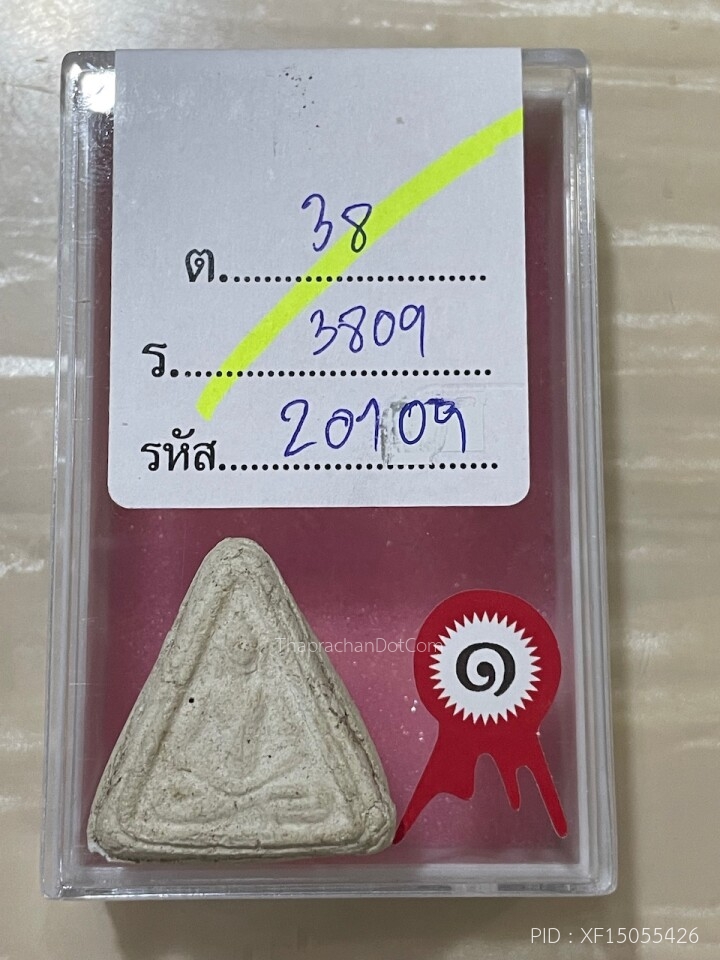 ต. 38
ร. 3809
รหัส 20109
ThaprachanDotCom
๑
PID : XF15055426